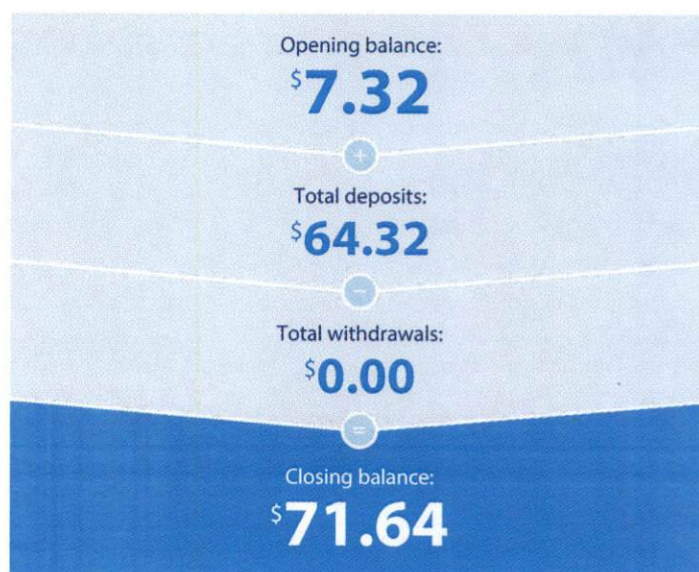 Opening balance:
$7.32
+
Total deposits:
$64.32
−
Total withdrawals:
$0.00
=
Closing balance:
$71.64